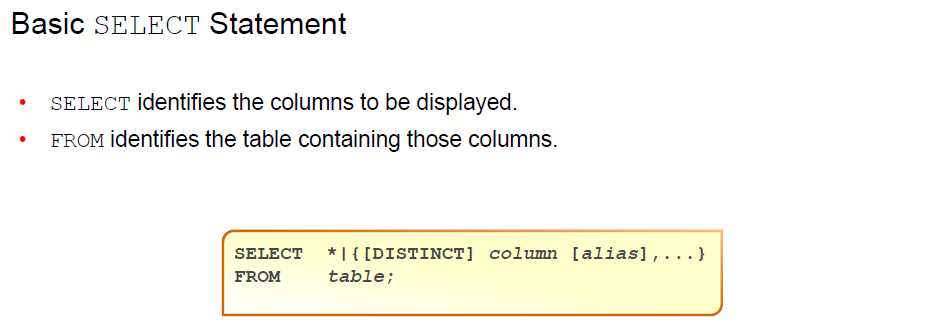 Basic SELECT Statement
• SELECT identifies the columns to be displayed.
• FROM identifies the table containing those columns.
SELECT *|{[DISTINCT] column [alias],...}
FROM table;